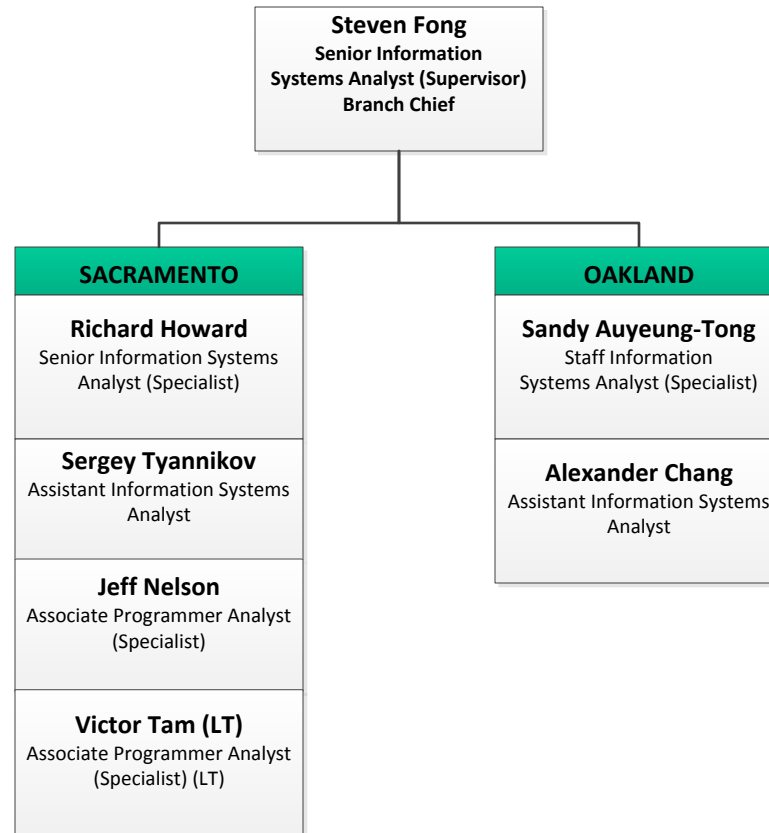 Steven Fong
Senior Information
Systems Analyst (Supervisor)
Branch Chief
SACRAMENTO
Richard Howard
Senior Information Systems
Analyst (Specialist)
Sergey Tyannikov
Assistant Information Systems
Analyst
Jeff Nelson
Associate Programmer Analyst
(Specialist)
Victor Tam (LT)
Associate Programmer Analyst
(Specialist) (LT)
OAKLAND
Sandy Auyeung-Tong
Staff Information
Systems Analyst (Specialist)
Alexander Chang
Assistant Information Systems
Analyst